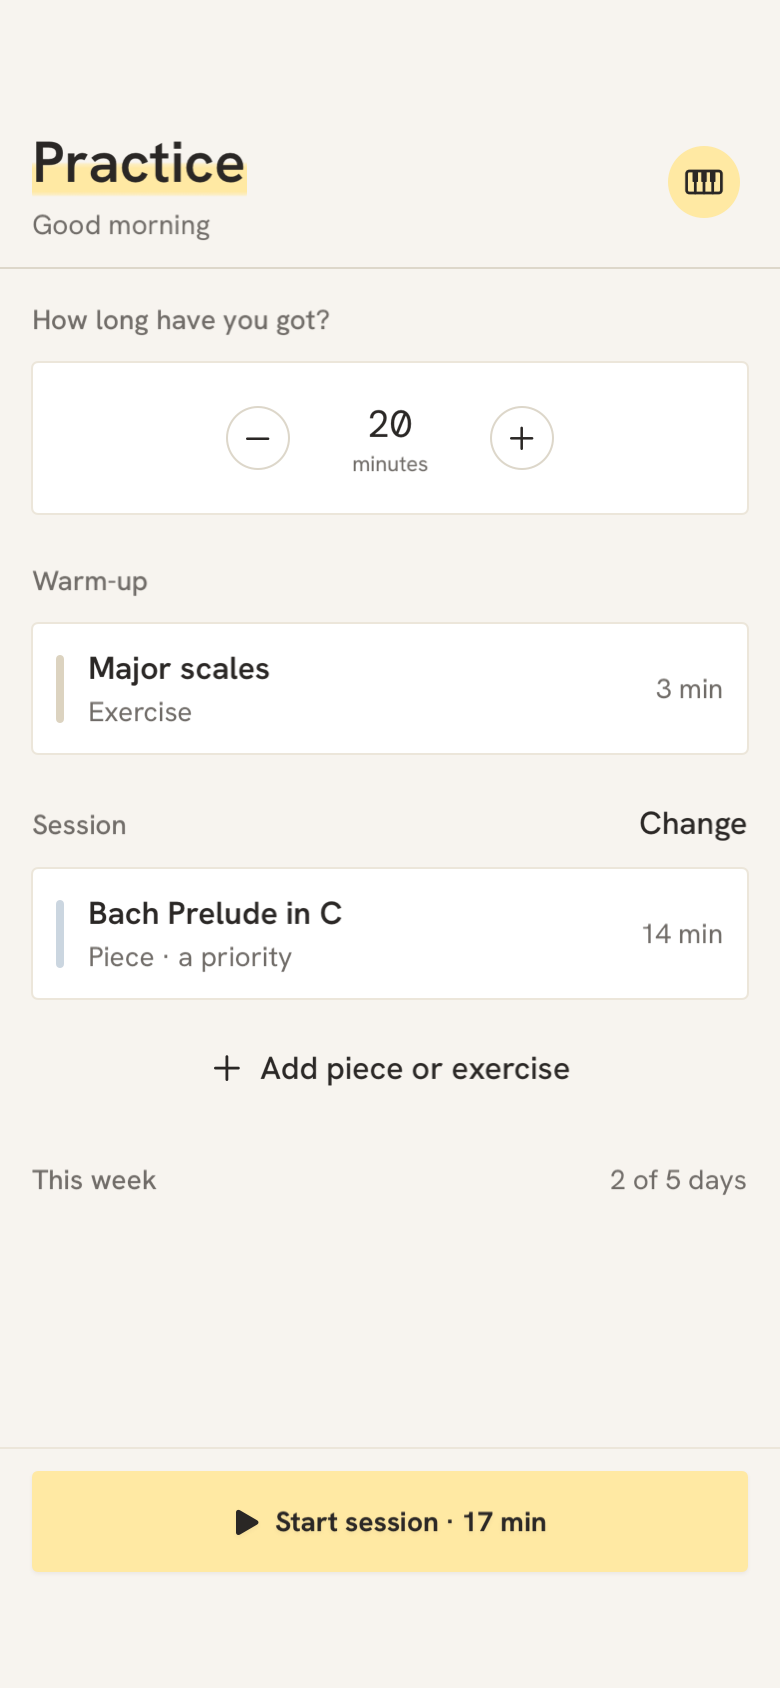 Practice
Good morning
How long have you got?
20
minutes
Warm-up
Major scales
Exercise
3 min
Session
Change
Bach Prelude in C
Piece · a priority
14 min
Add piece or exercise
This week
2 of 5 days
Start session · 17 min